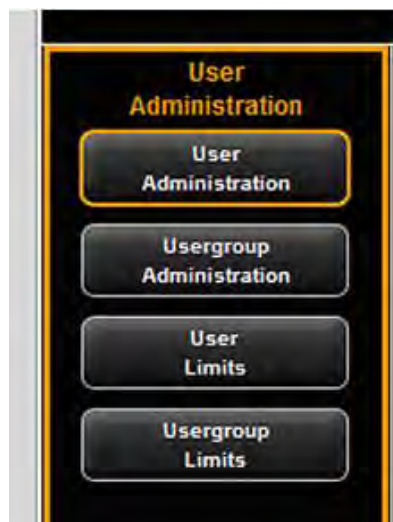 User
Administration
User
Administration
Usergroup
Administration
User
Limits
Usergroup
Limits